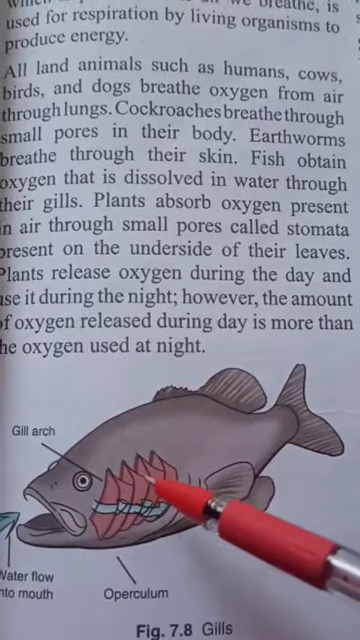 we breathe, is
used for respiration by living organisms to
produce energy.
All land animals such as humans, cows,
birds, and dogs breathe oxygen from air
through lungs. Cockroaches breathe through
small pores in their body. Earthworms
breathe through their skin. Fish obtain
oxygen that is dissolved in water through
their gills. Plants absorb oxygen present
in air through small pores called stomata
present on the underside of their leaves.
Plants release oxygen during the day and
use it during the night; however, the amount
of oxygen released during day is more than
he oxygen used at night.
Gill arch
Water flow
nto mouth
Operculum
Fig. 7.8 Gills